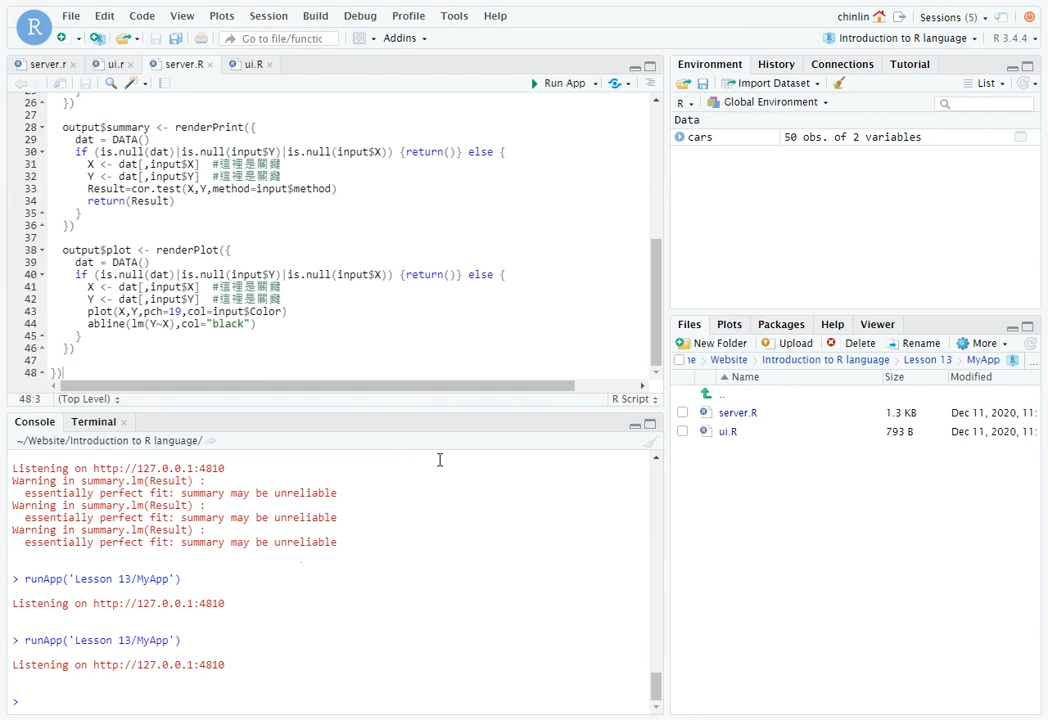 R File Edit Code View Plots Session Build Debug Profile Tools Help chinlin Sessions (5)
Go to file/functic Addins Introduction to R language R 3.4.4
server.r × ui.r × server.R × ui.R ×
Run App
26 })
27
28 output$summary <- renderPrint({
29 dat = DATA()
30 if (is.null(dat)|is.null(input$Y)|is.null(input$X)) {return()} else {
31 X <- dat[,input$X] #這裡是關鍵
32 Y <- dat[,input$Y] #這裡是關鍵
33 Result=cor.test(X,Y,method=input$method)
34 return(Result)
35 }
36 })
37
38 output$plot <- renderPlot({
39 dat = DATA()
40 if (is.null(dat)|is.null(input$Y)|is.null(input$X)) {return()} else {
41 X <- dat[,input$X] #這裡是關鍵
42 Y <- dat[,input$Y] #這裡是關鍵
43 plot(X,Y,pch=19,col=input$Color)
44 abline(lm(Y~X),col="black")
45 }
46 })
47
48 })
48:3 (Top Level) R Script
Console Terminal ×
~/Website/Introduction to R language/
Listening on http://127.0.0.1:4810
Warning in summary.lm(Result) :
essentially perfect fit: summary may be unreliable
Warning in summary.lm(Result) :
essentially perfect fit: summary may be unreliable
Warning in summary.lm(Result) :
essentially perfect fit: summary may be unreliable
> runApp('Lesson 13/MyApp')
Listening on http://127.0.0.1:4810
> runApp('Lesson 13/MyApp')
Listening on http://127.0.0.1:4810
>
Environment History Connections Tutorial
Import Dataset List
R Global Environment
Data
cars 50 obs. of 2 variables
Files Plots Packages Help Viewer
New Folder Upload Delete Rename More
me Website Introduction to R language Lesson 13 MyApp ...
Name Size Modified
..
server.R 1.3 KB Dec 11, 2020, 11:
ui.R 793 B Dec 11, 2020, 11: